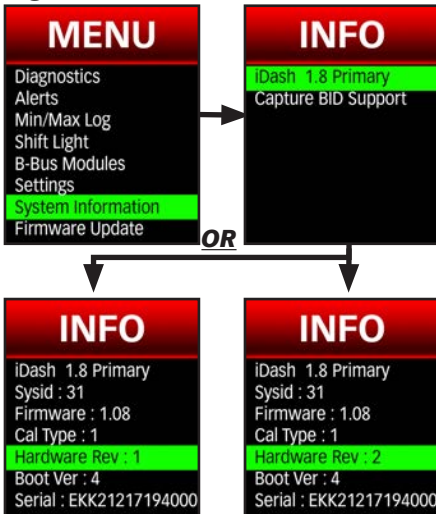 MENU
Diagnostics
Alerts
Min/Max Log
Shift Light
B-Bus Modules
Settings
System Information
Firmware Update
INFO
iDash 1.8 Primary
Capture BID Support
OR
INFO
iDash 1.8 Primary
Sysid : 31
Firmware : 1.08
Cal Type : 1
Hardware Rev : 1
Boot Ver : 4
Serial : EKK21217194000
INFO
iDash 1.8 Primary
Sysid : 31
Firmware : 1.08
Cal Type : 1
Hardware Rev : 2
Boot Ver : 4
Serial : EKK21217194000